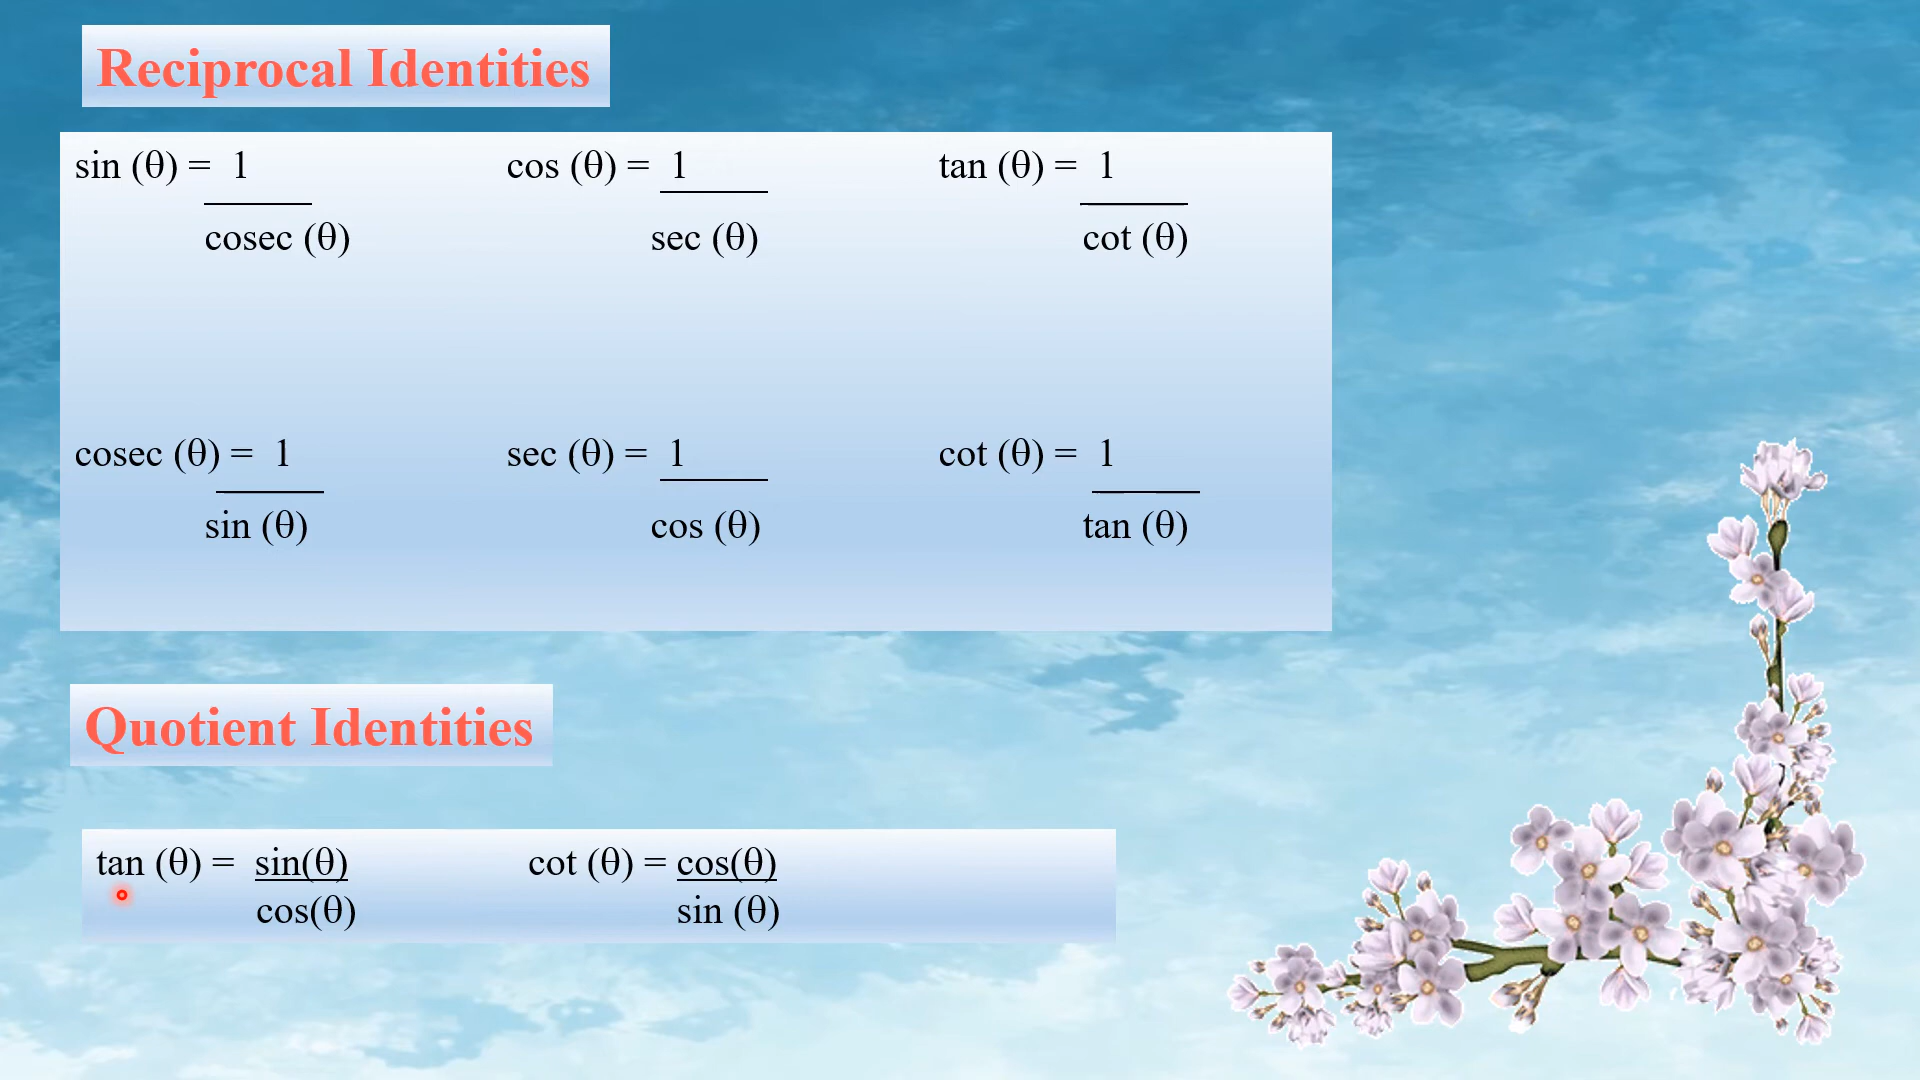 Reciprocal Identities
sin (θ) = 1 cos (θ) = 1 tan (θ) = 1
cosec (θ) sec (θ) cot (θ)
cosec (θ) = 1 sec (θ) = 1 cot (θ) = 1
sin (θ) cos (θ) tan (θ)
Quotient Identities
tan (θ) = sin(θ) cot (θ) = cos(θ)
cos(θ) sin (θ)